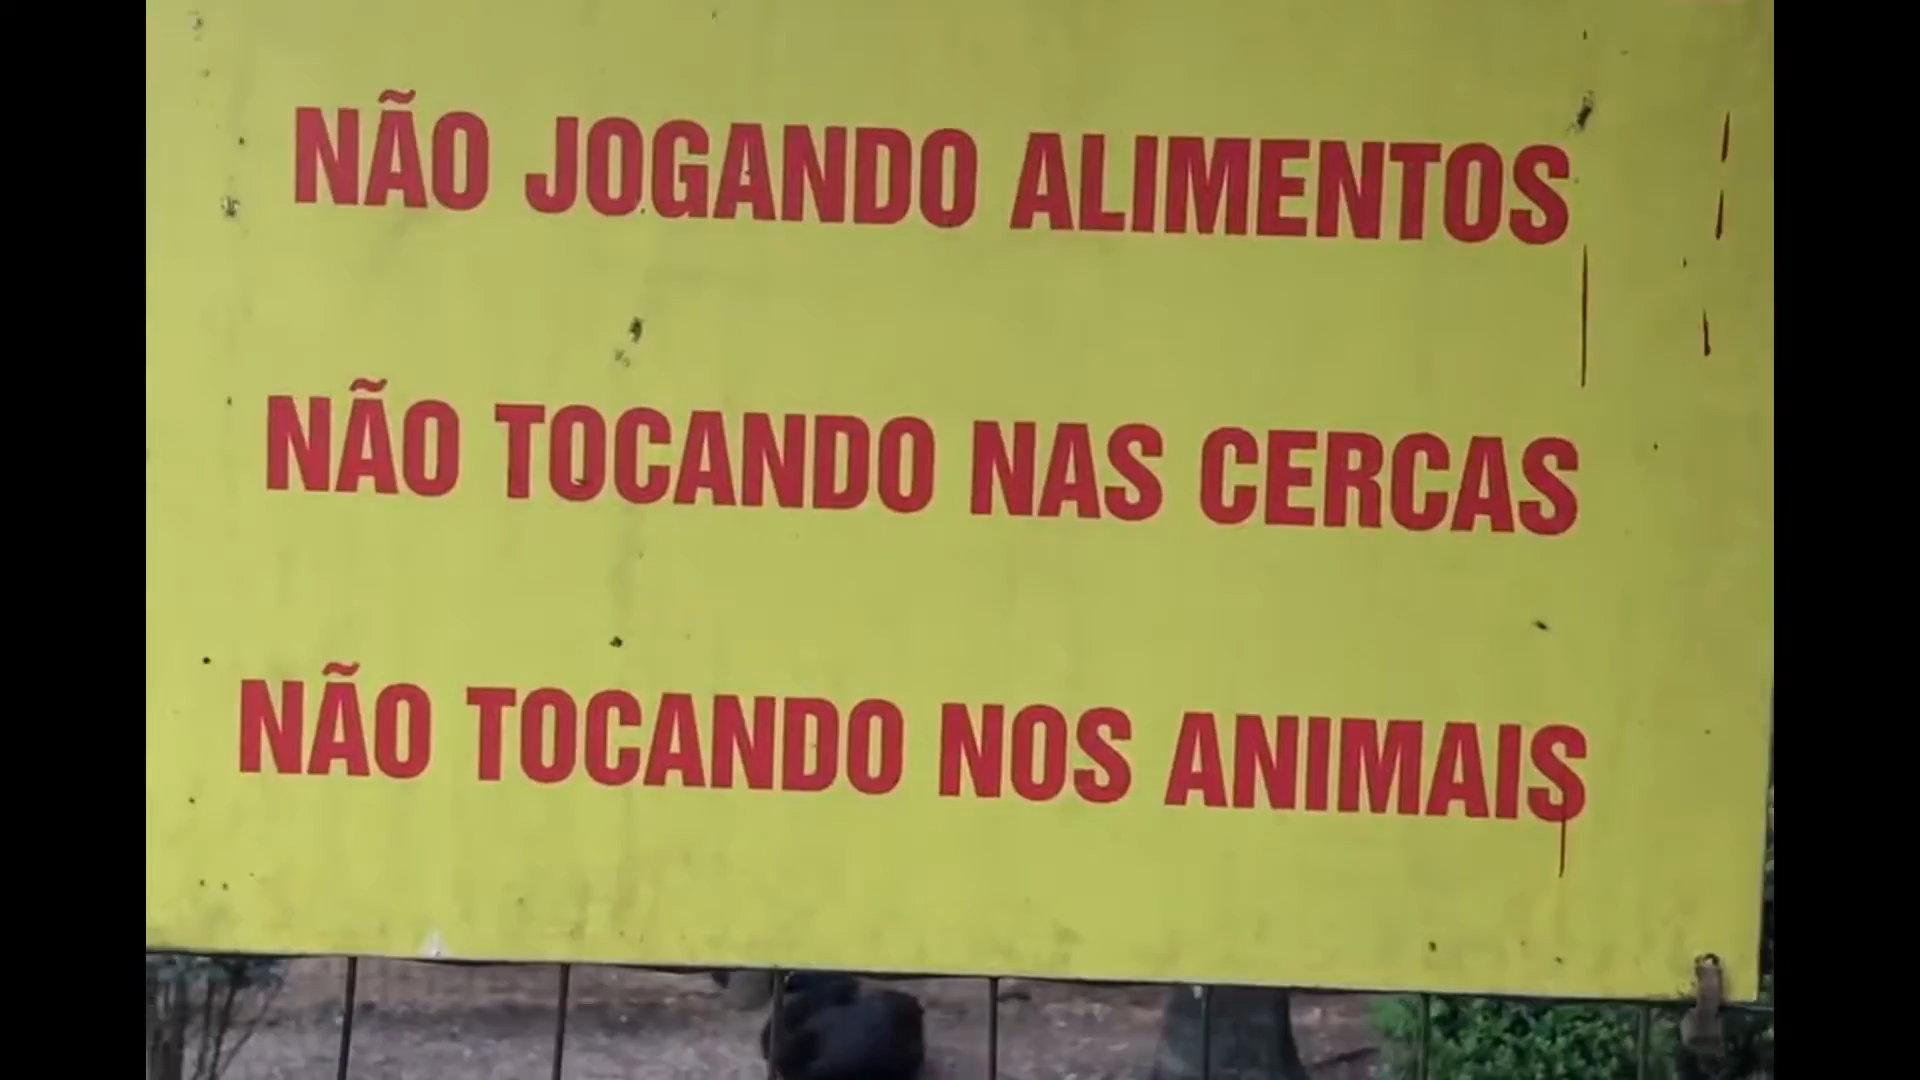 NÃO JOGANDO ALIMENTOS
NÃO TOCANDO NAS CERCAS
NÃO TOCANDO NOS ANIMAIS